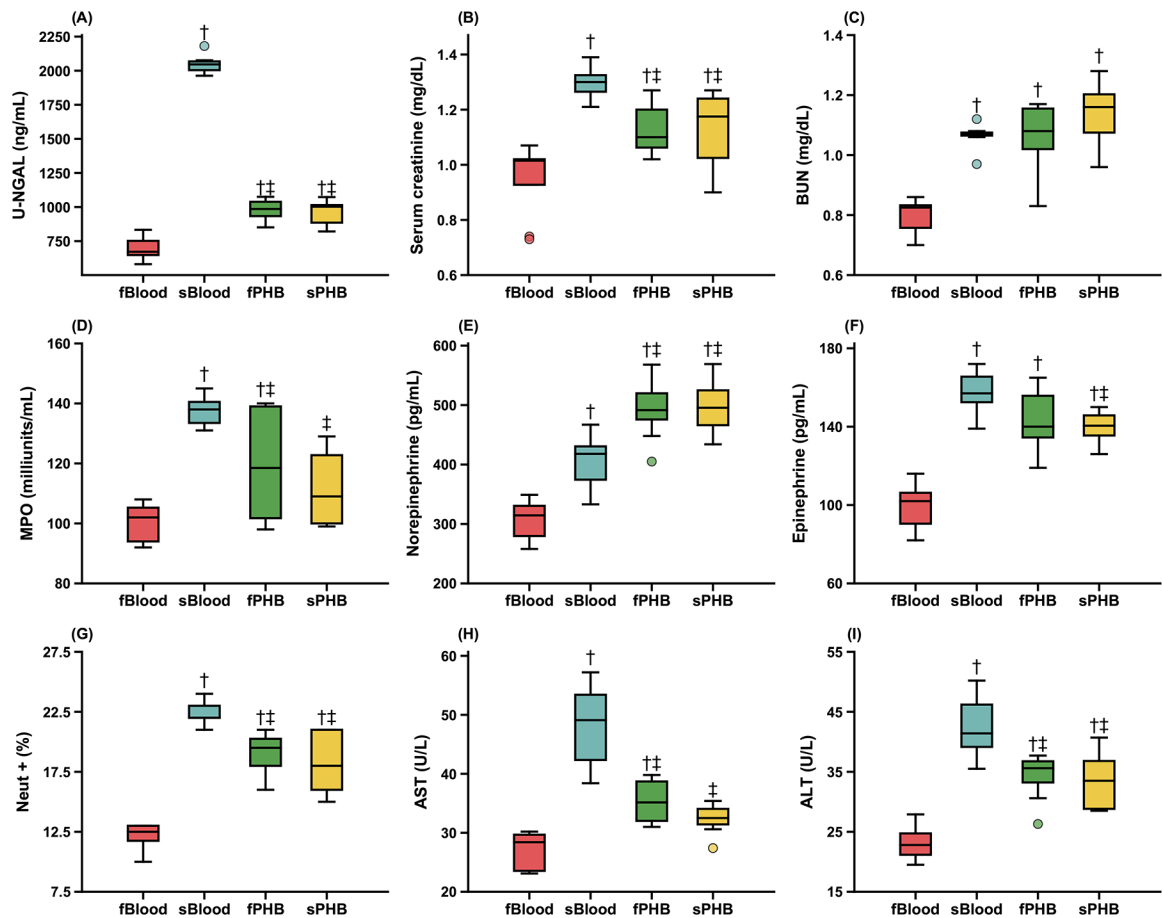 (A)
U-NGAL (ng/mL)
2250
2000
1750
1500
1250
1000
750
†
†‡
†‡
fBlood sBlood fPHB sPHB
(B)
Serum creatinine (mg/dL)
1.4
1.2
1.0
0.8
0.6
†
†‡
†‡
fBlood sBlood fPHB sPHB
(C)
BUN (mg/dL)
1.4
1.2
1.0
0.8
0.6
†
†
†
fBlood sBlood fPHB sPHB
(D)
MPO (milliunits/mL)
160
140
120
100
80
†
†‡
‡
fBlood sBlood fPHB sPHB
(E)
Norepinephrine (pg/mL)
600
500
400
300
200
†
†‡
†‡
fBlood sBlood fPHB sPHB
(F)
Epinephrine (pg/mL)
180
140
100
60
†
†
†‡
fBlood sBlood fPHB sPHB
(G)
Neut + (%)
27.5
22.5
17.5
12.5
7.5
†
†‡
†‡
fBlood sBlood fPHB sPHB
(H)
AST (U/L)
60
50
40
30
20
†
†‡
‡
fBlood sBlood fPHB sPHB
(I)
ALT (U/L)
55
45
35
25
15
†
†‡
†‡
fBlood sBlood fPHB sPHB